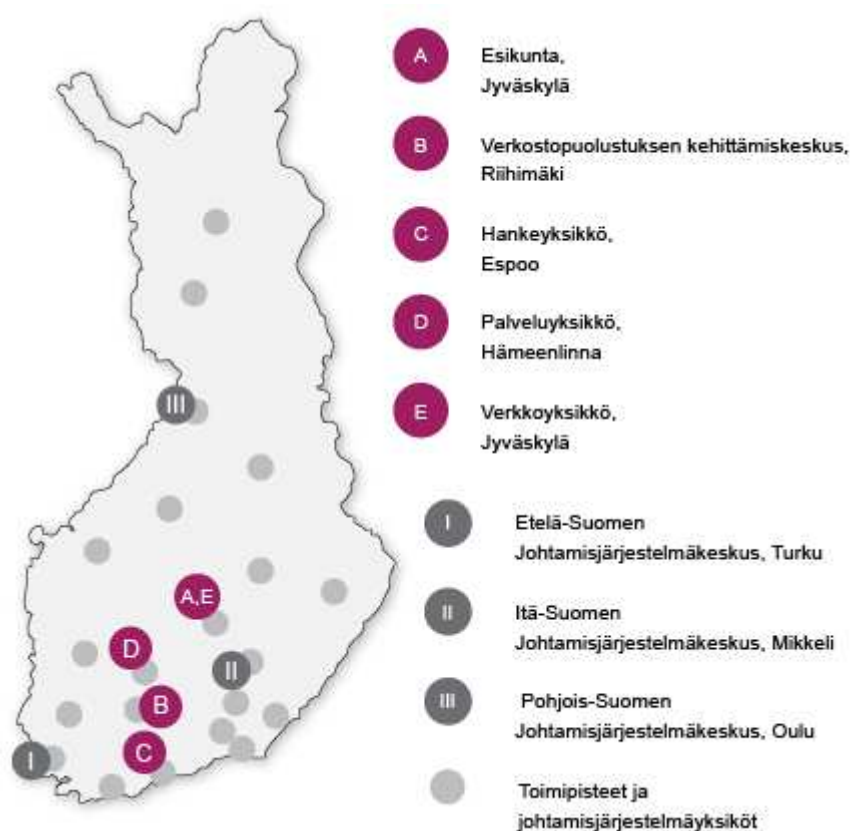 A
Esikunta,
Jyväskylä
B
Verkostopuolustuksen kehittämiskeskus,
Riihimäki
C
Hankeyksikkö,
Espoo
D
Palveluyksikkö,
Hämeenlinna
E
Verkkoyksikkö,
Jyväskylä
I
Etelä-Suomen
Johtamisjärjestelmäkeskus, Turku
II
Itä-Suomen
Johtamisjärjestelmäkeskus, Mikkeli
III
Pohjois-Suomen
Johtamisjärjestelmäkeskus, Oulu
Toimipisteet ja
johtamisjärjestelmäyksiköt
III
A,E
D
II
B
C
I